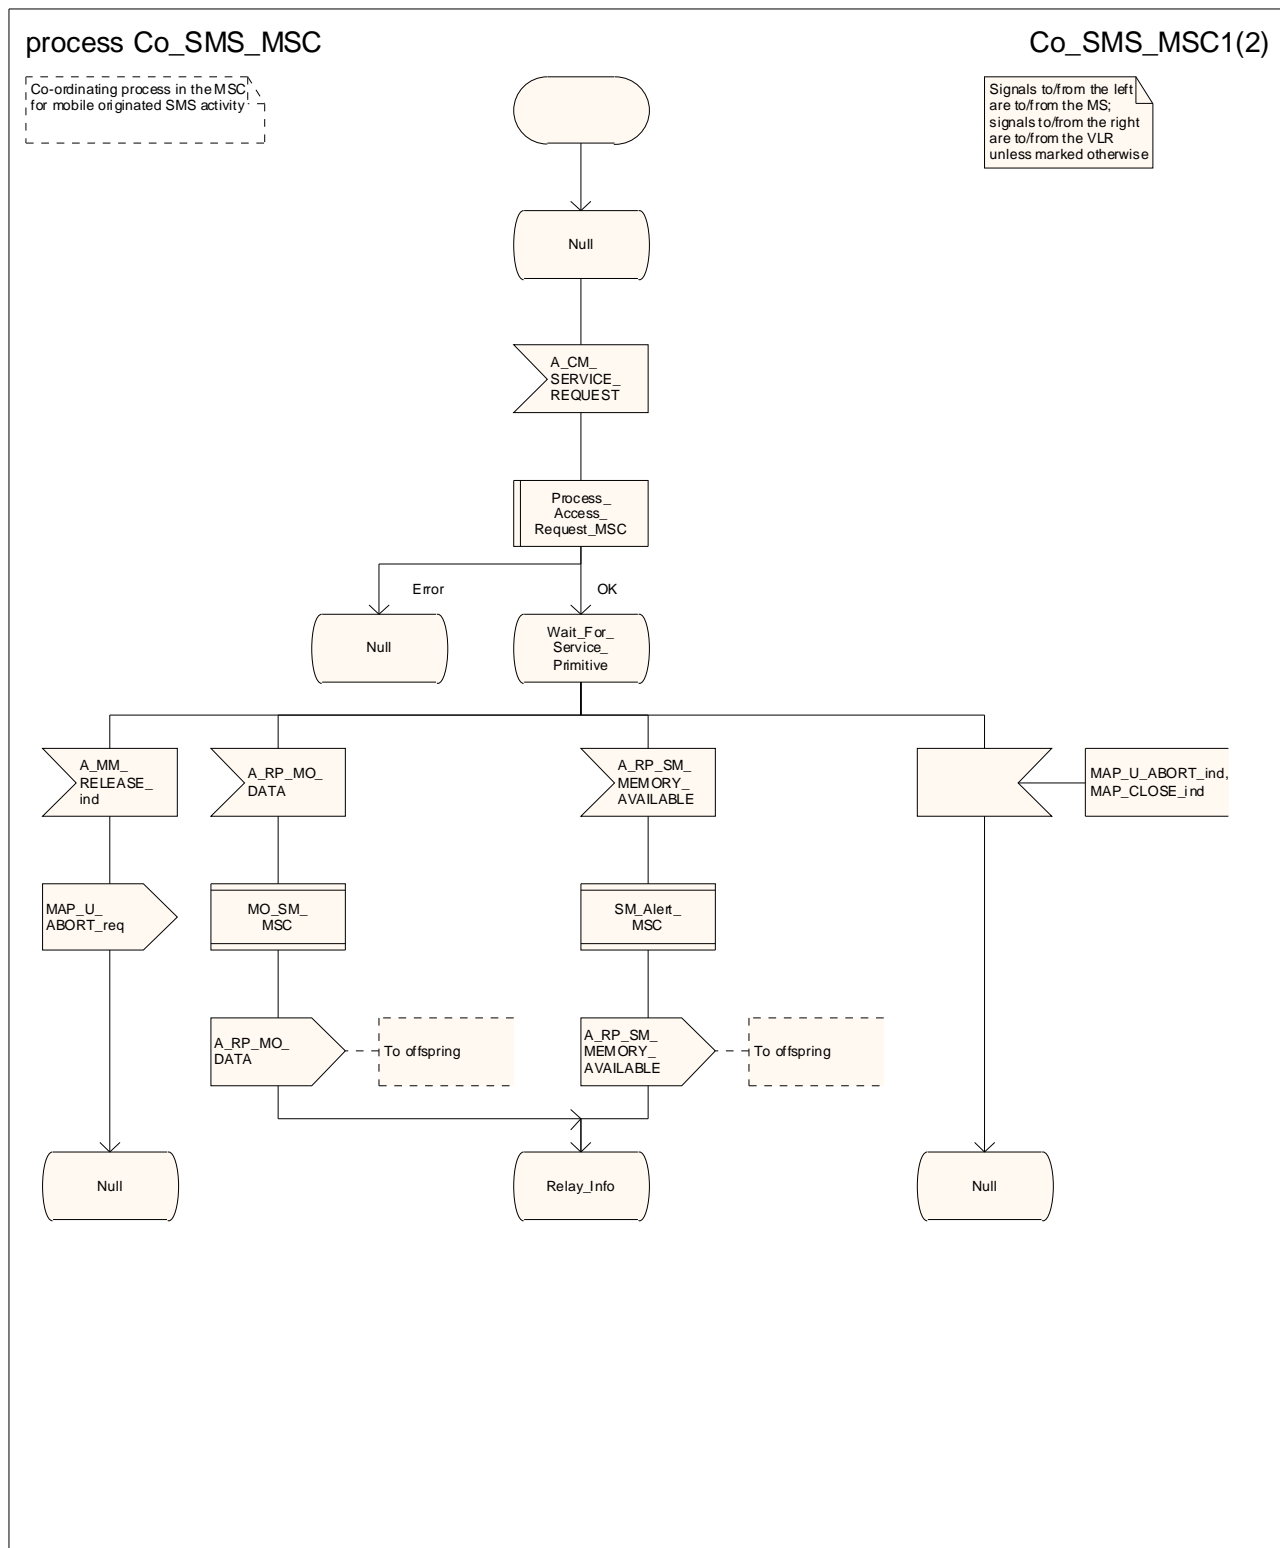 process Co_SMS_MSC
Co_SMS_MSC1(2)
Co-ordinating process in the MSC
for mobile originated SMS activity
Signals to/from the left
are to/from the MS;
signals to/from the right
are to/from the VLR
unless marked otherwise
Null
A_CM_
SERVICE_
REQUEST
Process_
Access_
Request_MSC
Error
OK
Null
Wait_For_
Service_
Primitive
A_MM_
RELEASE_
ind
A_RP_MO_
DATA
A_RP_SM_
MEMORY_
AVAILABLE
MAP_U_ABORT_ind,
MAP_CLOSE_ind
MAP_U_
ABORT_req
MO_SM_
MSC
SM_Alert_
MSC
A_RP_MO_
DATA
To offspring
A_RP_SM_
MEMORY_
AVAILABLE
To offspring
Null
Relay_Info
Null